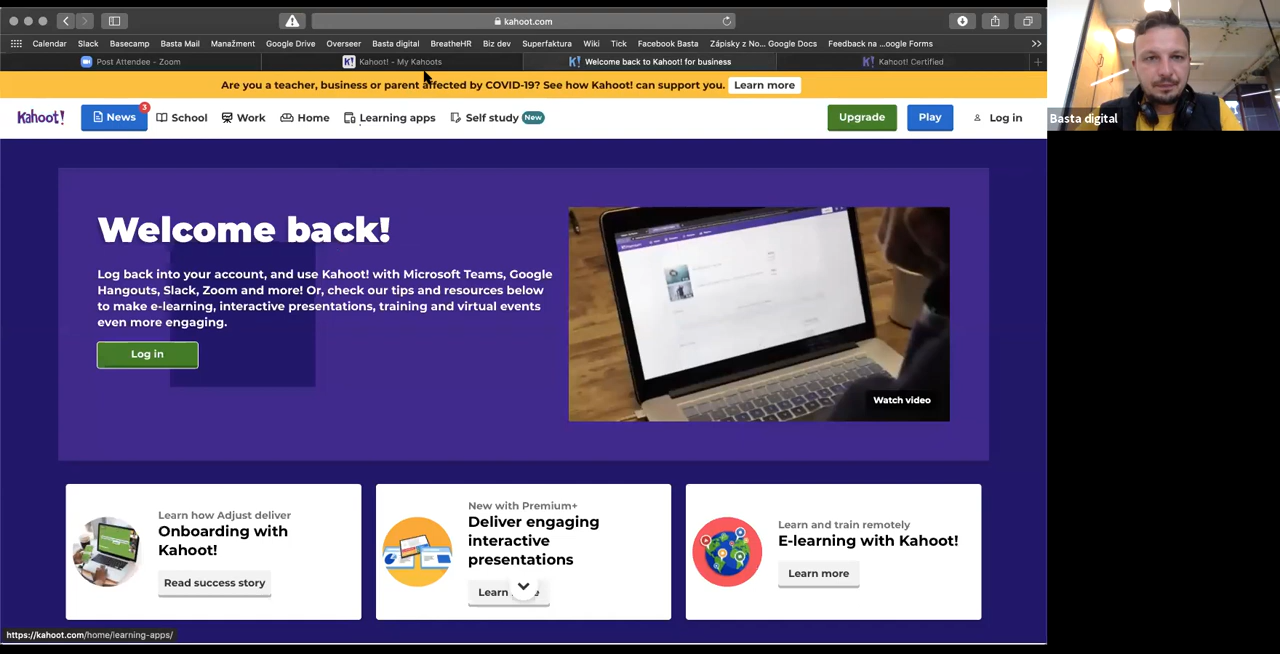 kahoot.com
Calendar Slack Basecamp Basta Mail Manažment Google Drive Overseer Basta digital BreatheHR Biz dev Superfaktura Wiki Tick Facebook Basta Zápisky z No... Google Docs Feedback na ...oogle Forms
Post Attendee - Zoom
Kahoot! - My Kahoots
Welcome back to Kahoot! for business
Kahoot! Certified
Are you a teacher, business or parent affected by COVID-19? See how Kahoot! can support you. Learn more
Kahoot! News 3 School Work Home Learning apps Self study New Upgrade Play Log in
Basta digital
Welcome back!
Log back into your account, and use Kahoot! with Microsoft Teams, Google
Hangouts, Slack, Zoom and more! Or, check our tips and resources below
to make e-learning, interactive presentations, training and virtual events
even more engaging.
Log in
Watch video
Learn how Adjust deliver
Onboarding with
Kahoot!
Read success story
New with Premium+
Deliver engaging
interactive
presentations
Learn
Learn and train remotely
E-learning with Kahoot!
Learn more
https://kahoot.com/home/learning-apps/